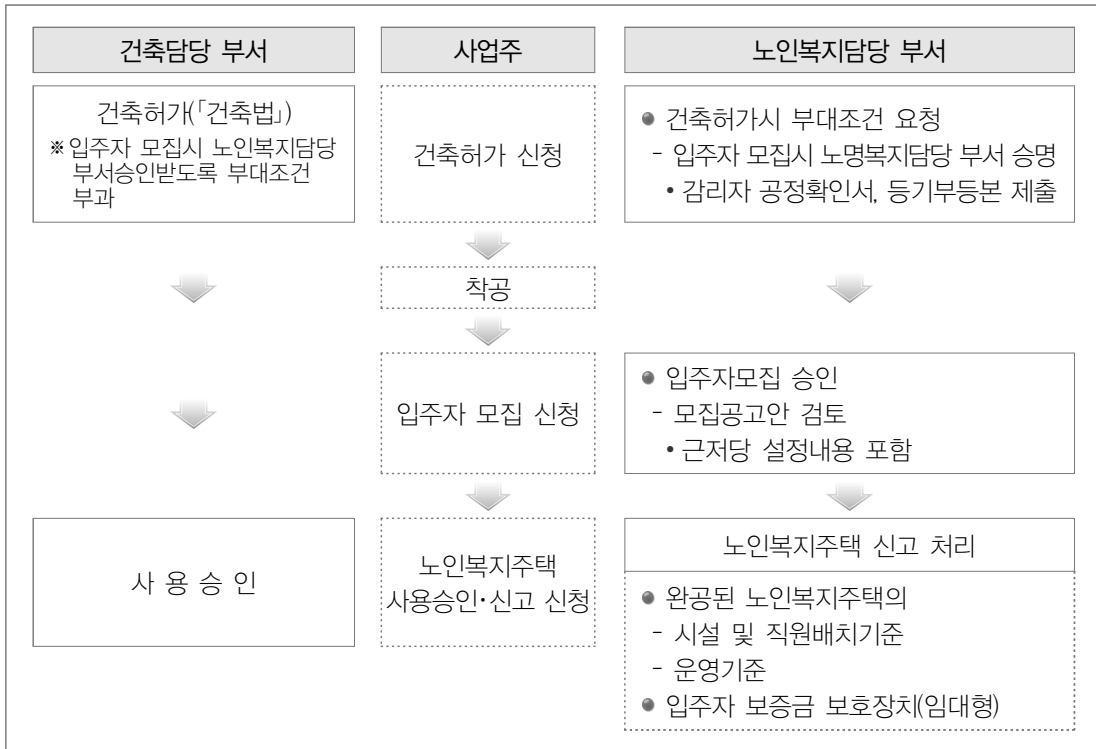 건축담당 부서
사업주
노인복지담당 부서
건축허가(「건축법」)
※ 입주자 모집시 노인복지담당
부서승인받도록 부대조건
부과
건축허가 신청
건축허가시 부대조건 요청
- 입주자 모집시 노명복지담당 부서 승명
• 감리자 공정확인서, 등기부등본 제출
착공
입주자 모집 신청
입주자모집 승인
- 모집공고안 검토
• 근저당 설정내용 포함
사 용 승 인
노인복지주택
사용승인·신고 신청
노인복지주택 신고 처리
완공된 노인복지주택의
- 시설 및 직원배치기준
- 운영기준
입주자 보증금 보호장치(임대형)